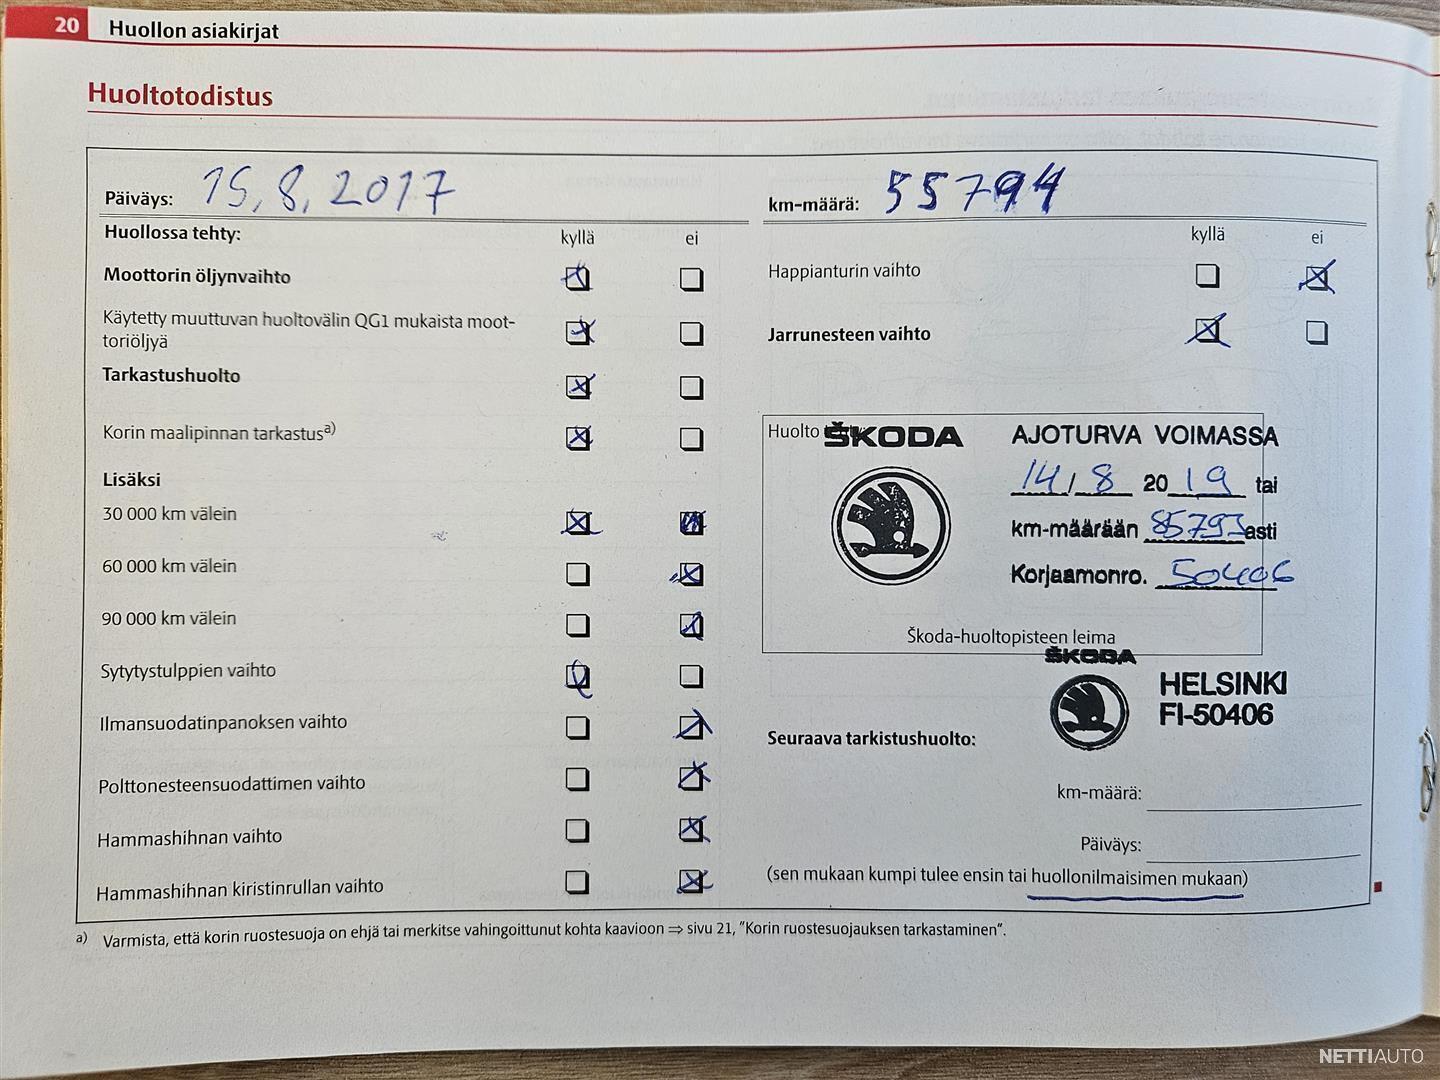 20 Huollon asiakirjat
Huoltotodistus
Päiväys: 15.8.2017
Huollossa tehty: kyllä ei
Moottorin öljynvaihto
Käytetty muuttuvan huoltovälin QG1 mukaista moot-
toriöljyä
Tarkastushuolto
Korin maalipinnan tarkastus a)
Lisäksi
30 000 km välein
60 000 km välein
90 000 km välein
Sytytystulppien vaihto
Ilmansuodatinpanoksen vaihto
Polttonesteensuodattimen vaihto
Hammashihnan vaihto
Hammashihnan kiristinrullan vaihto
km-määrä: 55794
kyllä ei
Happianturin vaihto
Jarrunesteen vaihto
Huolto
ŠKODA
AJOTURVA VOIMASSA
14/8 2019 tai
km-määrään 85793 asti
Korjaamonro. 50406
Škoda-huoltopisteen leima
ŠKODA
HELSINKI
FI-50406
Seuraava tarkistushuolto:
km-määrä:
Päiväys:
(sen mukaan kumpi tulee ensin tai huollonilmaisimen mukaan)
a) Varmista, että korin ruostesuoja on ehjä tai merkitse vahingoittunut kohta kaavioon ⇒ sivu 21, "Korin ruostesuojauksen tarkastaminen".
NETTIAUTO